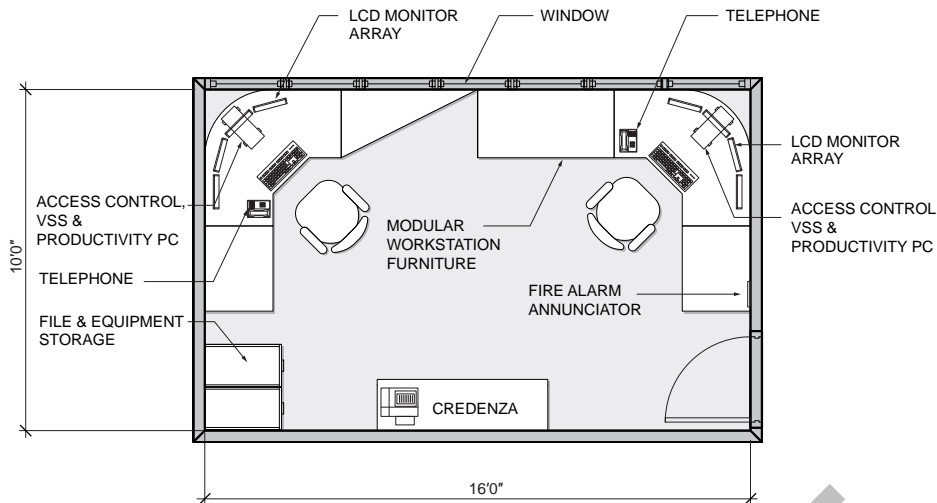 LCD MONITOR
ARRAY
WINDOW
TELEPHONE
LCD MONITOR
ARRAY
ACCESS CONTROL,
VSS &
PRODUCTIVITY PC
ACCESS CONTROL
VSS &
PRODUCTIVITY PC
MODULAR
WORKSTATION
FURNITURE
10′0″
TELEPHONE
FIRE ALARM
ANNUNCIATOR
FILE & EQUIPMENT
STORAGE
CREDENZA
16′0″